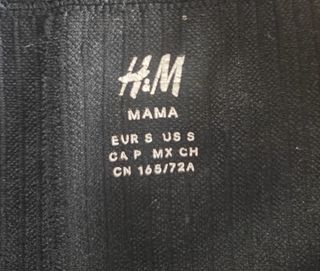 H&M
MAMA
EUR S US S
CA P MX CH
CN 165/72A